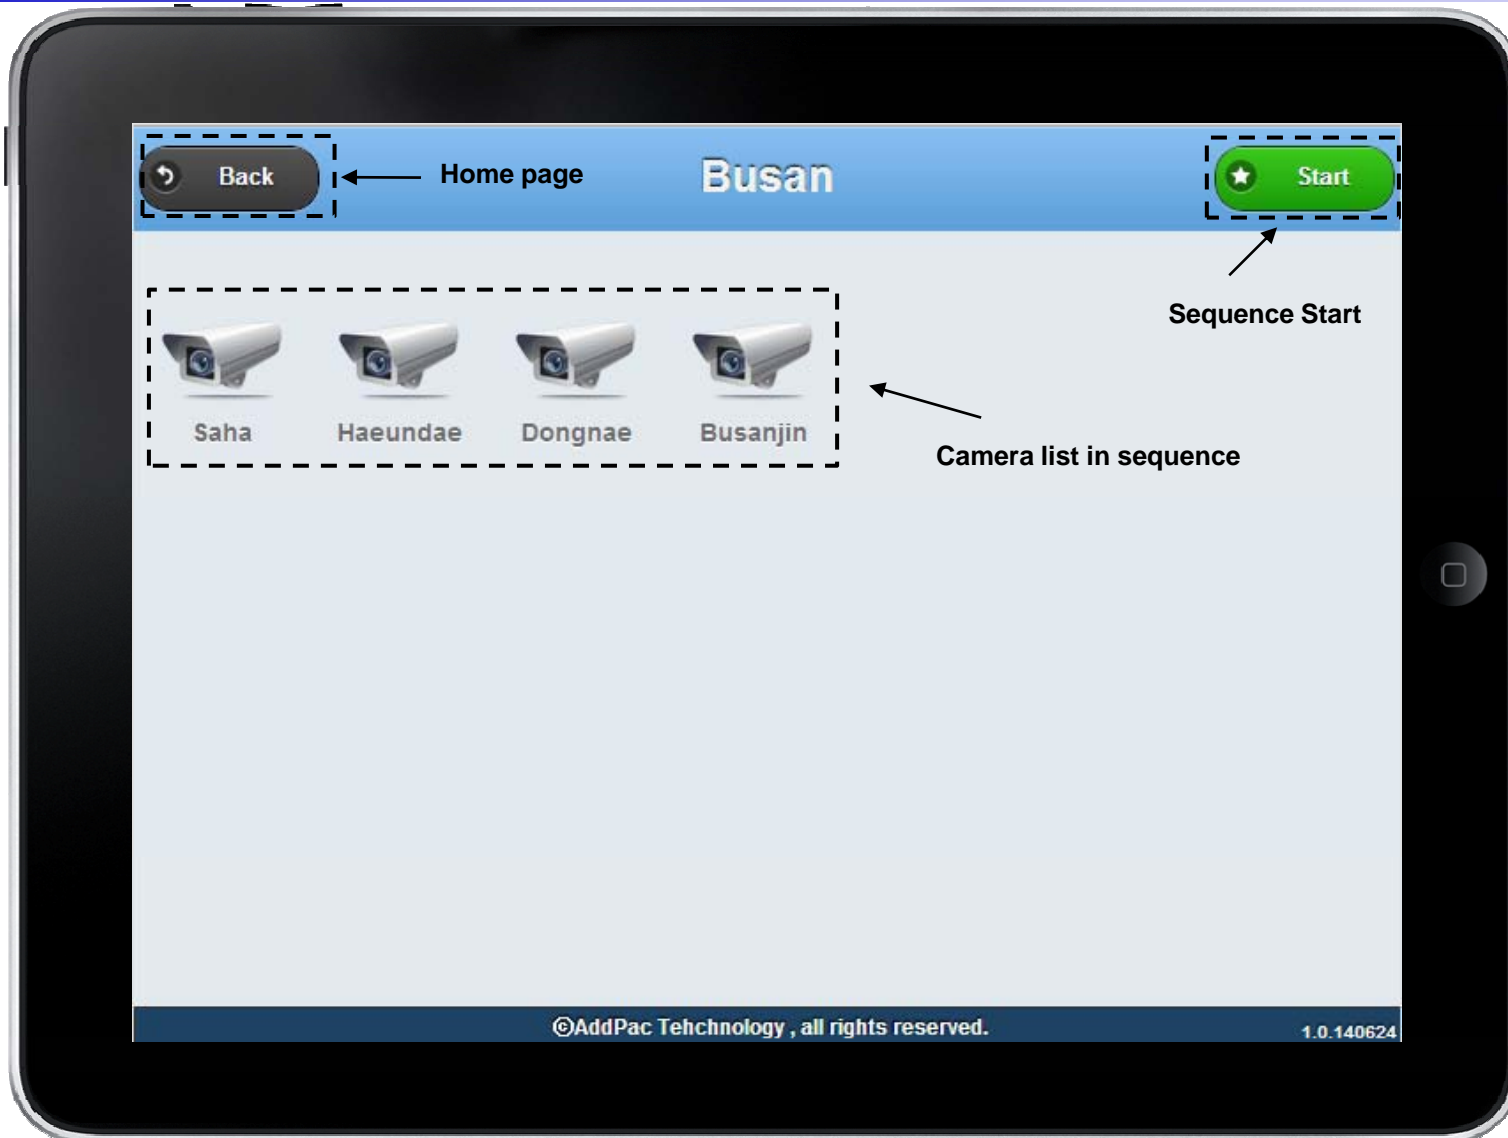 Back
Home page
Busan
Start
Sequence Start
Saha
Haeundae
Dongnae
Busanjin
Camera list in sequence
©AddPac Tehchnology , all rights reserved.
1.0.140624